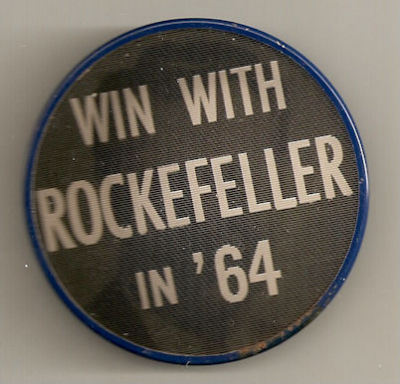 WIN WITH
ROCKEFELLER
IN '64